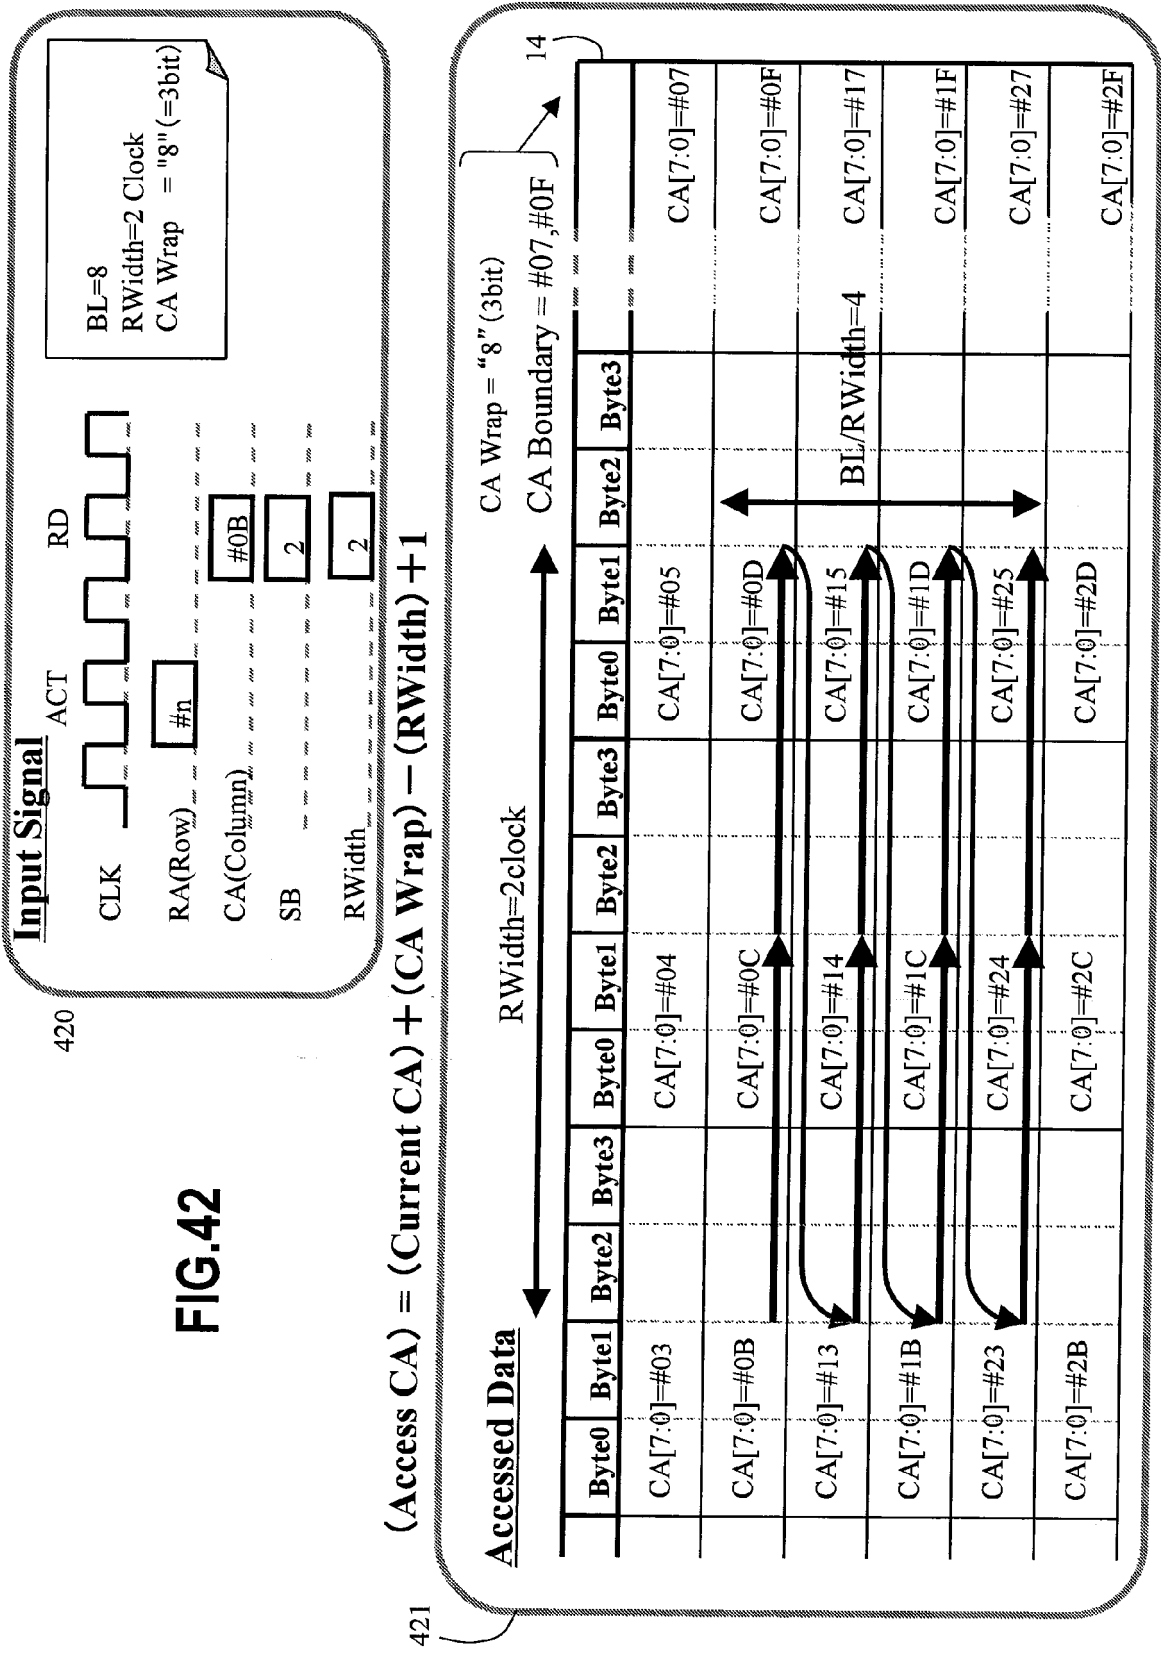 FIG.42
420
Input Signal
ACT
RD
CLK
RA(Row)
#n
CA(Column)
#0B
SB
2
RWidth
2
BL=8
RWidth=2 Clock
CA Wrap = "8"(=3bit)
(Access CA) = (Current CA) + (CA Wrap) − (RWidth) +1
421
Accessed Data
RWidth=2clock
CA Wrap = "8" (3bit)
CA Boundary = #07,#0F
14
Byte0 Byte1 Byte2 Byte3 Byte0 Byte1 Byte2 Byte3 Byte0 Byte1 Byte2 Byte3
CA[7:0]=#03 CA[7:0]=#04 CA[7:0]=#05 CA[7:0]=#07
CA[7:0]=#0B CA[7:0]=#0C CA[7:0]=#0D CA[7:0]=#0F
CA[7:0]=#13 CA[7:0]=#14 CA[7:0]=#15 CA[7:0]=#17
BL/RWidth=4
CA[7:0]=#1B CA[7:0]=#1C CA[7:0]=#1D CA[7:0]=#1F
CA[7:0]=#23 CA[7:0]=#24 CA[7:0]=#25 CA[7:0]=#27
CA[7:0]=#2B CA[7:0]=#2C CA[7:0]=#2D CA[7:0]=#2F